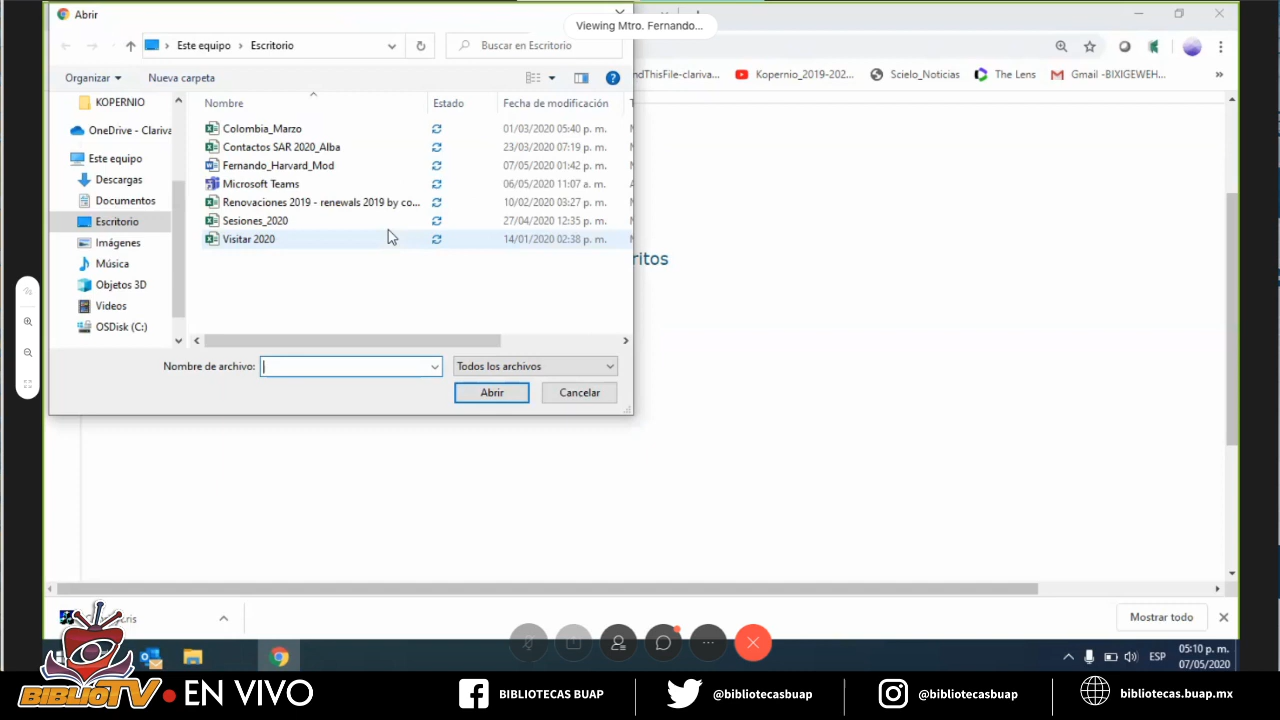 Abrir
Viewing Mtro. Fernando...
Este equipo > Escritorio
Buscar en Escritorio
Organizar
Nueva carpeta
ndThisFile-clariva...
Kopernio_2019-202...
Scielo_Noticias
The Lens
Gmail -BIXIGEWEH...
»
KOPERNIO
OneDrive - Clariva
Este equipo
Descargas
Documentos
Escritorio
Imágenes
Música
Objetos 3D
Videos
OSDisk (C:)
Nombre Estado Fecha de modificación
Colombia_Marzo 01/03/2020 05:40 p. m.
Contactos SAR 2020_Alba 23/03/2020 07:19 p. m.
Fernando_Harvard_Mod 07/05/2020 01:42 p. m.
Microsoft Teams 06/05/2020 11:07 a. m.
Renovaciones 2019 - renewals 2019 by co... 10/02/2020 03:27 p. m.
Sesiones_2020 27/04/2020 12:35 p. m.
Visitar 2020 14/01/2020 02:38 p. m.
ritos
Nombre de archivo:
Todos los archivos
Abrir
Cancelar
Mostrar todo
ESP
05:10 p. m.
07/05/2020
BIBLIOTV
EN VIVO
BIBLIOTECAS BUAP
@bibliotecasbuap
@bibliotecasbuap
bibliotecas.buap.mx